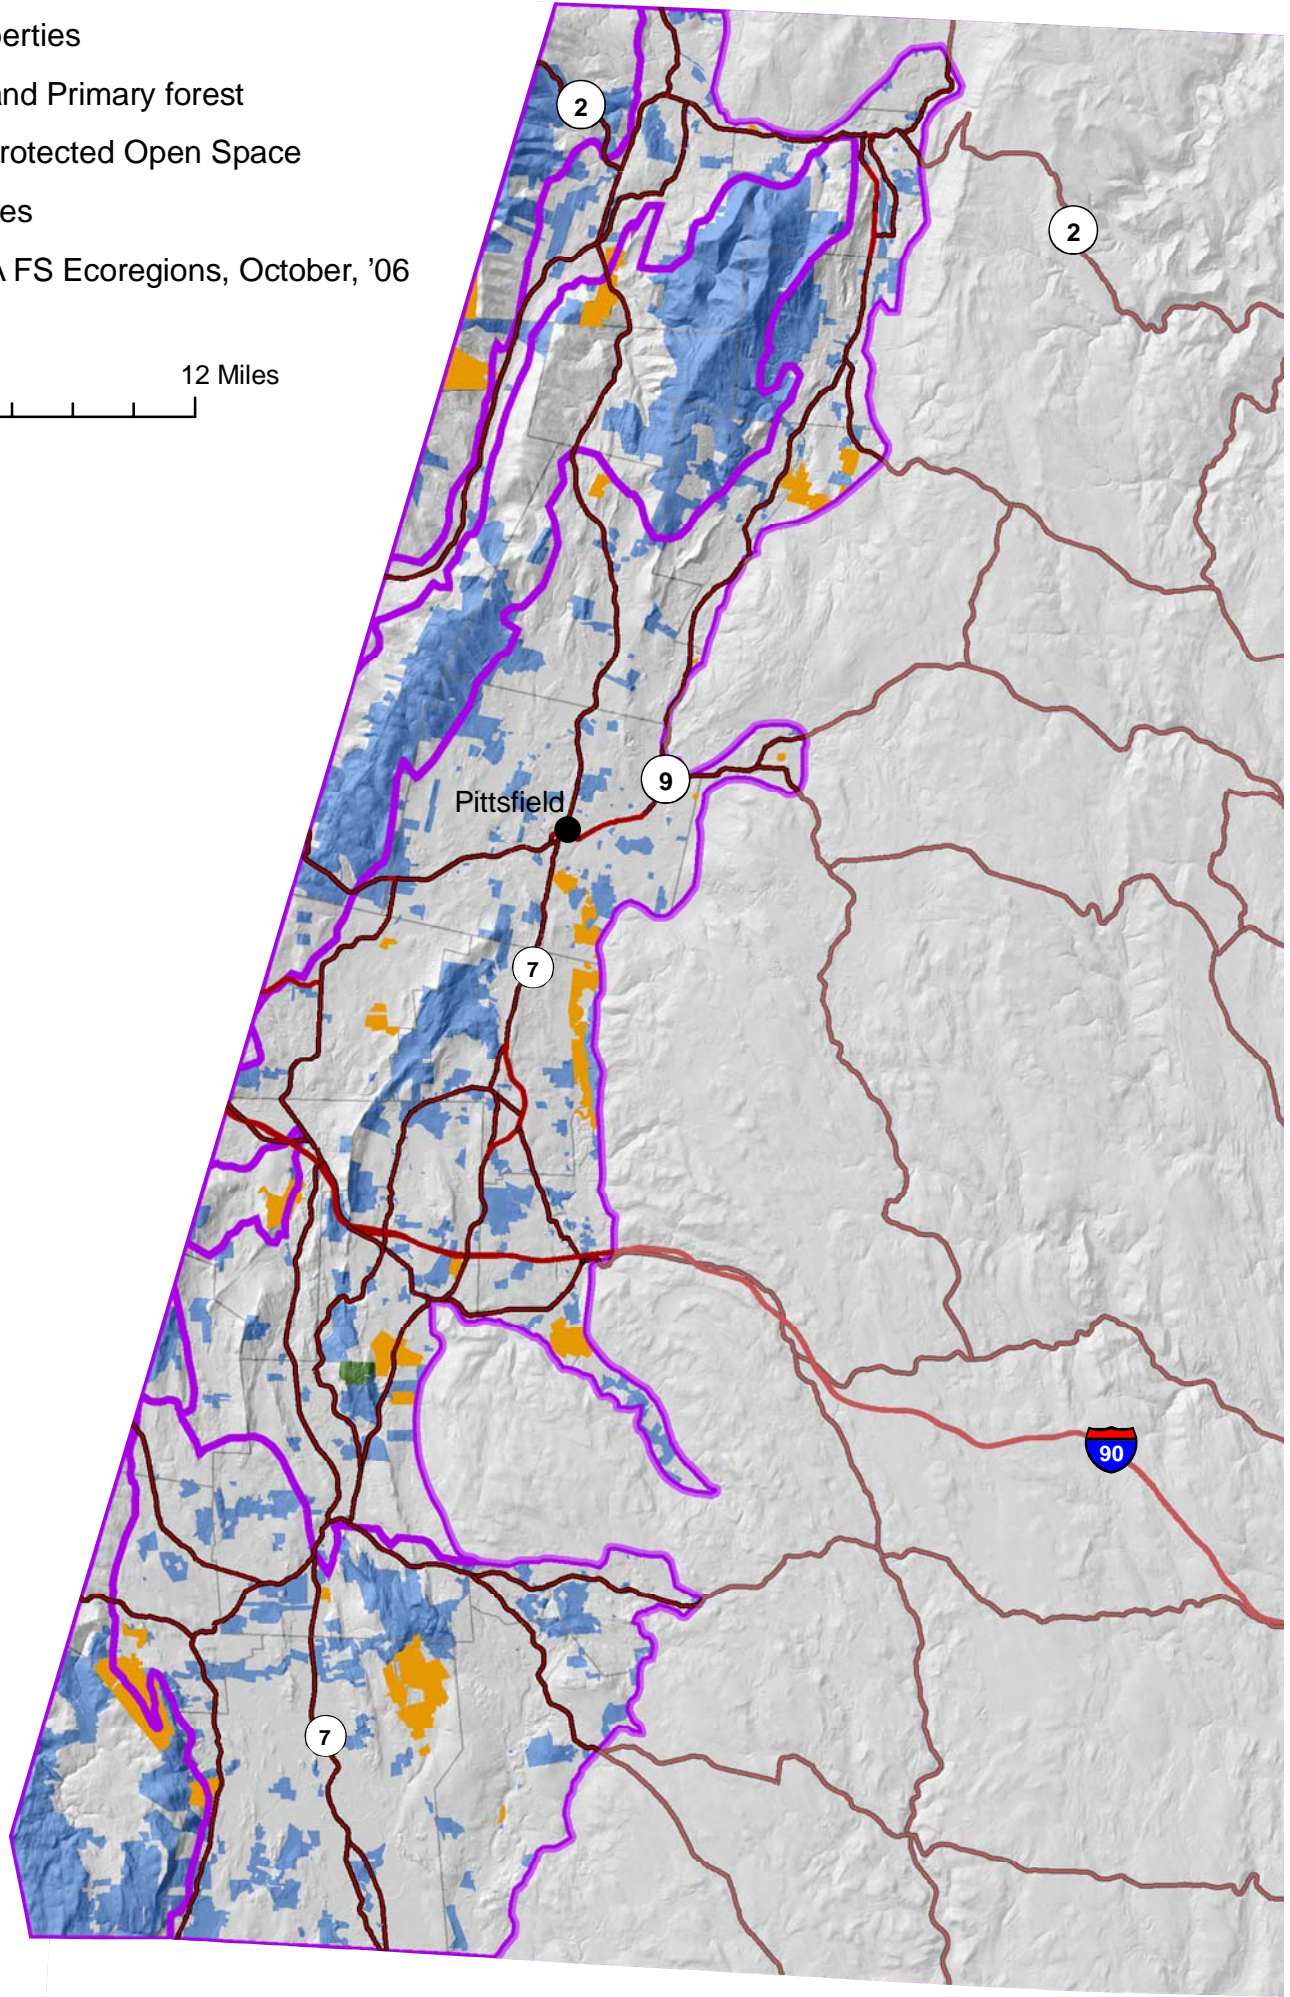 erties
and Primary forest
rotected Open Space
es
A FS Ecoregions, October, ’06
12 Miles
2
2
9
Pittsfield
7
90
7